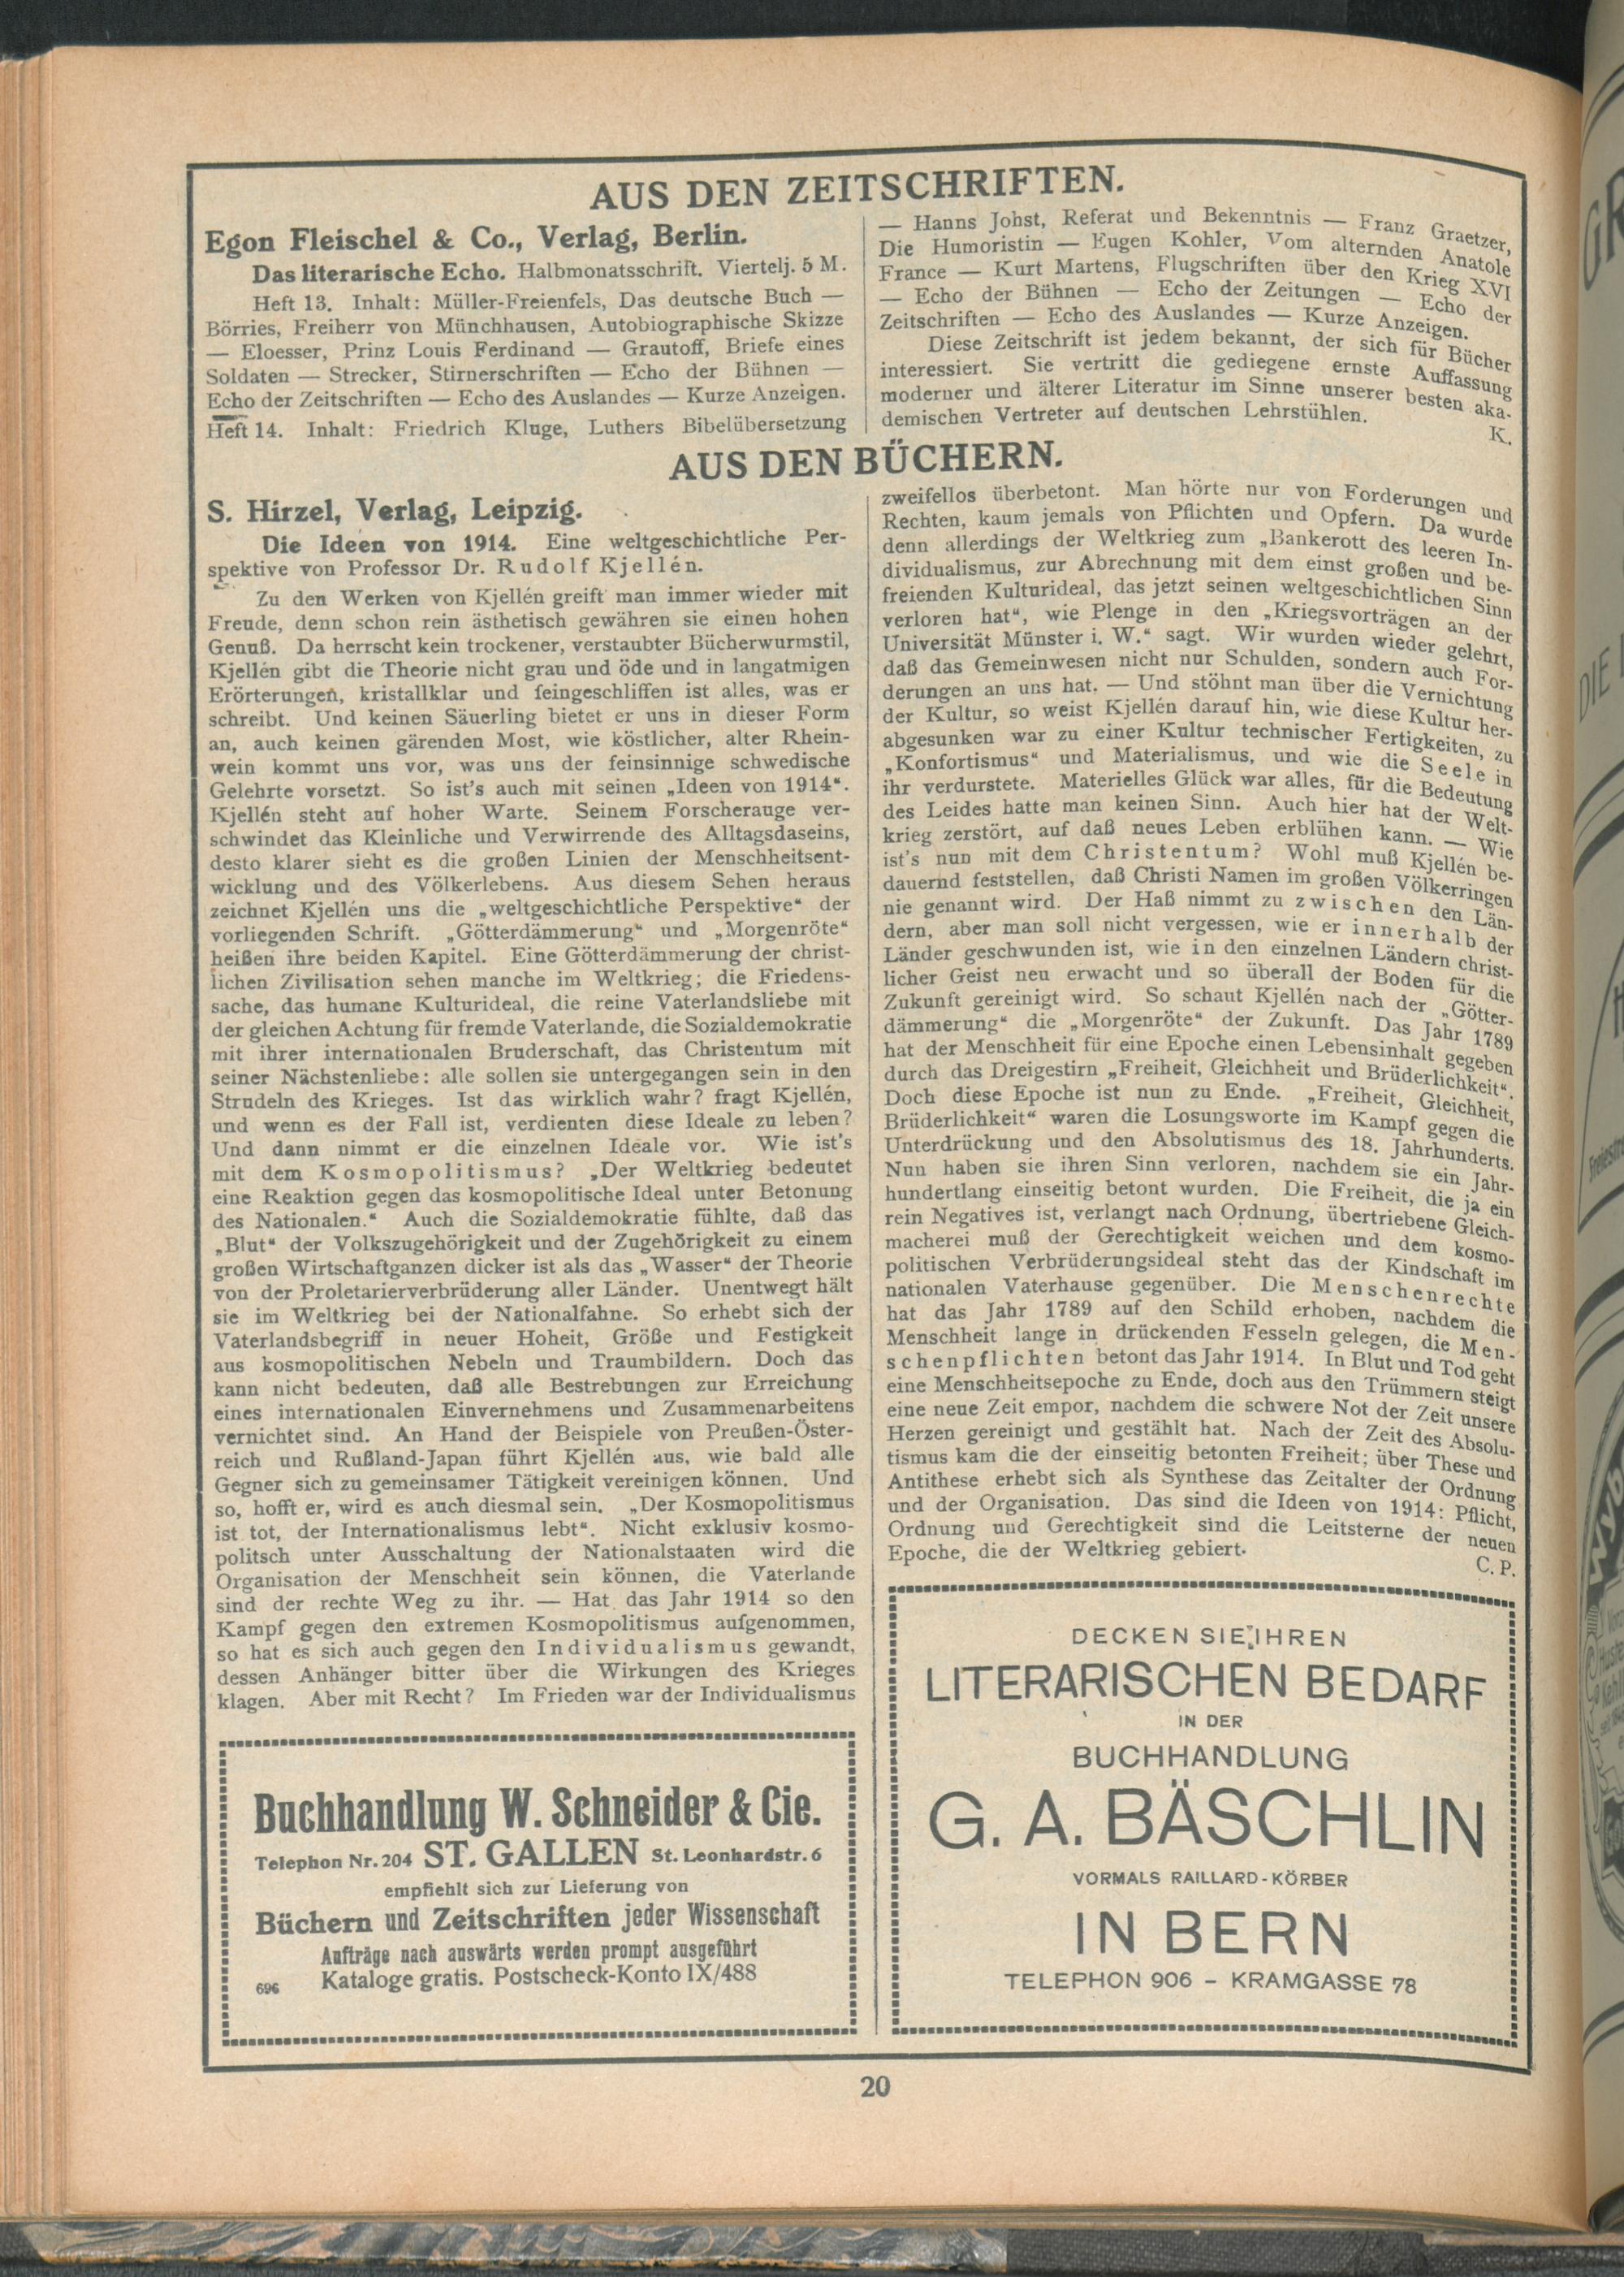 AUS DEN ZEITSCHRIFTEN.
Egon Fleischel & Co., Verlag, Berlin.
Das literarische Echo. Halbmonatsschrift. Viertelj. 5 M.
Heft 13. Inhalt: Müller-Freienfels, Das deutsche Buch —
Börries, Freiherr von Münchhausen, Autobiographische Skizze
— Eloesser, Prinz Louis Ferdinand — Grautoff, Briefe eines
Soldaten — Strecker, Stirnerschriften — Echo der Bühnen —
Echo der Zeitschriften — Echo des Auslandes — Kurze Anzeigen.
Heft 14. Inhalt: Friedrich Kluge, Luthers Bibelübersetzung
— Hanns Johst, Referat und Bekenntnis — Franz Graetzer,
Die Humoristin — Eugen Kohler, Vom alternden Anatole
France — Kurt Martens, Flugschriften über den Krieg XVI
— Echo der Bühnen — Echo der Zeitungen — Echo der
Zeitschriften — Echo des Auslandes — Kurze Anzeigen.
Diese Zeitschrift ist jedem bekannt, der sich für Bücher
interessiert. Sie vertritt die gediegene ernste Auffassung
moderner und älterer Literatur im Sinne unserer besten aka-
demischen Vertreter auf deutschen Lehrstühlen.
K.
AUS DEN BÜCHERN.
S. Hirzel, Verlag, Leipzig.
Die Ideen von 1914. Eine weltgeschichtliche Per-
spektive von Professor Dr. Rudolf Kjellén.
Zu den Werken von Kjellén greift man immer wieder mit
Freude, denn schon rein ästhetisch gewähren sie einen hohen
Genuß. Da herrscht kein trockener, verstaubter Bücherwurmstil,
Kjellén gibt die Theorie nicht grau und öde und in langatmigen
Erörterungen, kristallklar und feingeschliffen ist alles, was er
schreibt. Und keinen Säuerling bietet er uns in dieser Form
an, auch keinen gärenden Most, wie köstlicher, alter Rhein-
wein kommt uns vor, was uns der feinsinnige schwedische
Gelehrte vorsetzt. So ist's auch mit seinen „Ideen von 1914“.
Kjellén steht auf hoher Warte. Seinem Forscherauge ver-
schwindet das Kleinliche und Verwirrende des Alltagsdaseins,
desto klarer sieht es die großen Linien der Menschheitsent-
wicklung und des Völkerlebens. Aus diesem Sehen heraus
zeichnet Kjellén uns die „weltgeschichtliche Perspektive“ der
vorliegenden Schrift. „Götterdämmerung“ und „Morgenröte“
heißen ihre beiden Kapitel. Eine Götterdämmerung der christ-
lichen Zivilisation sehen manche im Weltkrieg; die Friedens-
sache, das humane Kulturideal, die reine Vaterlandsliebe mit
der gleichen Achtung für fremde Vaterlande, die Sozialdemokratie
mit ihrer internationalen Bruderschaft, das Christentum mit
seiner Nächstenliebe: alle sollen sie untergegangen sein in den
Strudeln des Krieges. Ist das wirklich wahr? fragt Kjellén,
und wenn es der Fall ist, verdienten diese Ideale zu leben?
Und dann nimmt er die einzelnen Ideale vor. Wie ist's
mit dem Kosmopolitismus? „Der Weltkrieg bedeutet
eine Reaktion gegen das kosmopolitische Ideal unter Betonung
des Nationalen.“ Auch die Sozialdemokratie fühlte, daß das
„Blut“ der Volkszugehörigkeit und der Zugehörigkeit zu einem
großen Wirtschaftganzen dicker ist als das „Wasser“ der Theorie
von der Proletarierverbrüderung aller Länder. Unentwegt hält
sie im Weltkrieg bei der Nationalfahne. So erhebt sich der
Vaterlandsbegriff in neuer Hoheit, Größe und Festigkeit
aus kosmopolitischen Nebeln und Traumbildern. Doch das
kann nicht bedeuten, daß alle Bestrebungen zur Erreichung
eines internationalen Einvernehmens und Zusammenarbeitens
vernichtet sind. An Hand der Beispiele von Preußen-Öster-
reich und Rußland-Japan führt Kjellén aus, wie bald alle
Gegner sich zu gemeinsamer Tätigkeit vereinigen können. Und
so, hofft er, wird es auch diesmal sein. „Der Kosmopolitismus
ist tot, der Internationalismus lebt“. Nicht exklusiv kosmo-
politsch unter Ausschaltung der Nationalstaaten wird die
Organisation der Menschheit sein können, die Vaterlande
sind der rechte Weg zu ihr. — Hat das Jahr 1914 so den
Kampf gegen den extremen Kosmopolitismus aufgenommen,
so hat es sich auch gegen den Individualismus gewandt,
dessen Anhänger bitter über die Wirkungen des Krieges
klagen. Aber mit Recht? Im Frieden war der Individualismus
zweifellos überbetont. Man hörte nur von Forderungen und
Rechten, kaum jemals von Pflichten und Opfern. Da wurde
denn allerdings der Weltkrieg zum „Bankerott des leeren In-
dividualismus, zur Abrechnung mit dem einst großen und be-
freienden Kulturideal, das jetzt seinen weltgeschichtlichen Sinn
verloren hat“, wie Plenge in den „Kriegsvorträgen an der
Universität Münster i. W.“ sagt. Wir wurden wieder gelehrt,
daß das Gemeinwesen nicht nur Schulden, sondern auch For-
derungen an uns hat. — Und stöhnt man über die Vernichtung
der Kultur, so weist Kjellén darauf hin, wie diese Kultur her-
abgesunken war zu einer Kultur technischer Fertigkeiten, zu
„Konfortismus“ und Materialismus, und wie die Seele in
ihr verdurstete. Materielles Glück war alles, für die Bedeutung
des Leides hatte man keinen Sinn. Auch hier hat der Welt-
krieg zerstört, auf daß neues Leben erblühen kann. — Wie
ist's nun mit dem Christentum? Wohl muß Kjellén be-
dauernd feststellen, daß Christi Namen im großen Völkerringen
nie genannt wird. Der Haß nimmt zu zwischen den Län-
dern, aber man soll nicht vergessen, wie er innerhalb der
Länder geschwunden ist, wie in den einzelnen Ländern christ-
licher Geist neu erwacht und so überall der Boden für die
Zukunft gereinigt wird. So schaut Kjellén nach der „Götter-
dämmerung“ die „Morgenröte“ der Zukunft. Das Jahr 1789
hat der Menschheit für eine Epoche einen Lebensinhalt gegeben
durch das Dreigestirn „Freiheit, Gleichheit und Brüderlichkeit“.
Doch diese Epoche ist nun zu Ende. „Freiheit, Gleichheit,
Brüderlichkeit“ waren die Losungsworte im Kampf gegen die
Unterdrückung und den Absolutismus des 18. Jahrhunderts.
Nun haben sie ihren Sinn verloren, nachdem sie ein Jahr-
hundertlang einseitig betont wurden. Die Freiheit, die ja ein
rein Negatives ist, verlangt nach Ordnung, übertriebene Gleich-
macherei muß der Gerechtigkeit weichen und dem kosmo-
politischen Verbrüderungsideal steht das der Kindschaft im
nationalen Vaterhause gegenüber. Die Menschenrechte
hat das Jahr 1789 auf den Schild erhoben, nachdem die
Menschheit lange in drückenden Fesseln gelegen, die Men-
schenpflichten betont das Jahr 1914. In Blut und Tod geht
eine Menschheitsepoche zu Ende, doch aus den Trümmern steigt
eine neue Zeit empor, nachdem die schwere Not der Zeit unsere
Herzen gereinigt und gestählt hat. Nach der Zeit des Absolu-
tismus kam die der einseitig betonten Freiheit; über These und
Antithese erhebt sich als Synthese das Zeitalter der Ordnung
und der Organisation. Das sind die Ideen von 1914: Pflicht,
Ordnung und Gerechtigkeit sind die Leitsterne der neuen
Epoche, die der Weltkrieg gebiert.
C. P.
Buchhandlung W. Schneider & Cie.
Telephon Nr. 204 ST. GALLEN St. Leonhardstr. 6
empfiehlt sich zur Lieferung von
Büchern und Zeitschriften jeder Wissenschaft
Aufträge nach auswärts werden prompt ausgeführt
696 Kataloge gratis. Postscheck-Konto IX/488
DECKEN SIE IHREN
LITERARISCHEN BEDARF
IN DER
BUCHHANDLUNG
G. A. BÄSCHLIN
VORMALS RAILLARD-KÖRBER
IN BERN
TELEPHON 906 – KRAMGASSE 78
20